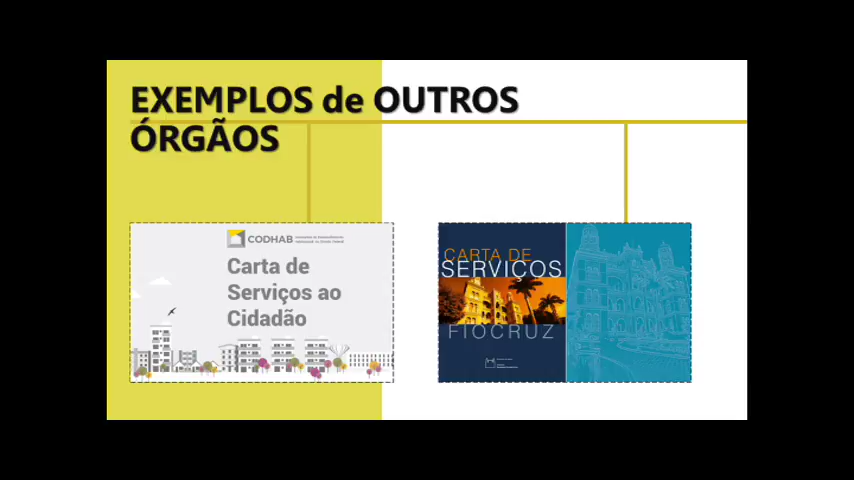 EXEMPLOS de OUTROS
ÓRGÃOS
CODHAB
Carta de
Serviços ao
Cidadão
CARTA DE
SERVIÇOS
FIOCRUZ